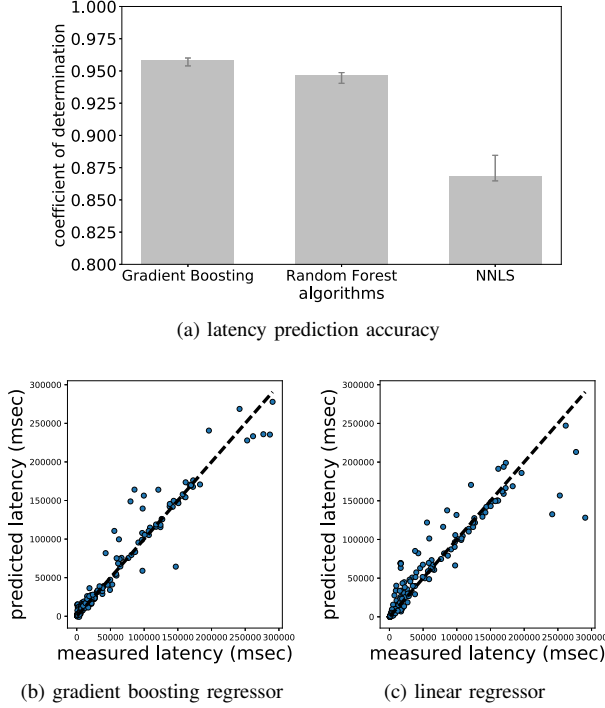 1.000
0.975
0.950
0.925
0.900
0.875
0.850
0.825
0.800
coefficient of determination
Gradient Boosting Random Forest NNLS
algorithms
(a) latency prediction accuracy
300000
250000
200000
150000
100000
50000
0
predicted latency (msec)
0 50000 100000 150000 200000 250000 300000
measured latency (msec)
(b) gradient boosting regressor
300000
250000
200000
150000
100000
50000
0
predicted latency (msec)
0 50000 100000 150000 200000 250000 300000
measured latency (msec)
(c) linear regressor